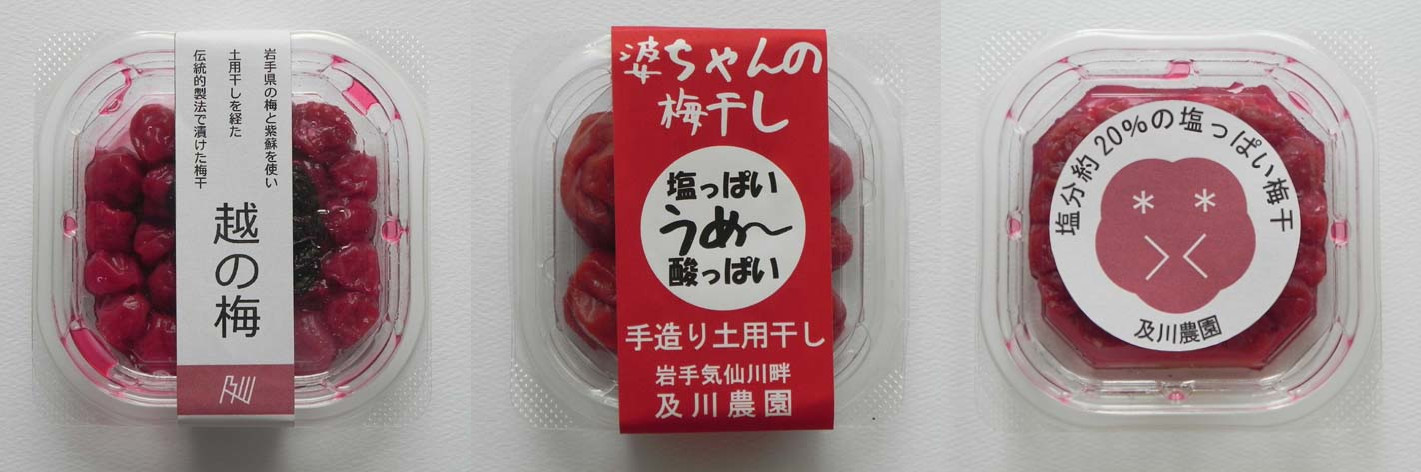 岩手県の梅と紫蘇を使い
土用干しを経た
伝統的製法で漬けた梅干
越の梅
婆ちゃんの
梅干し
塩っぱい
うめ〜
酸っぱい
手造り土用干し
岩手気仙川畔
及川農園
塩分約20%の塩っぱい梅干
及川農園